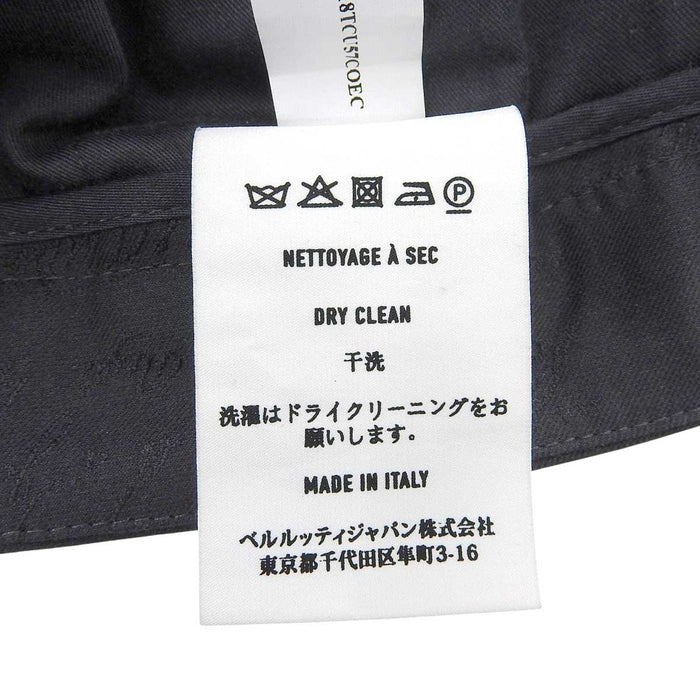 8TCU57COEC
P
NETTOYAGE À SEC
DRY CLEAN
干洗
洗濯はドライクリーニングをお
願いします。
MADE IN ITALY
ベルルッティジャパン株式会社
東京都千代田区隼町3-16